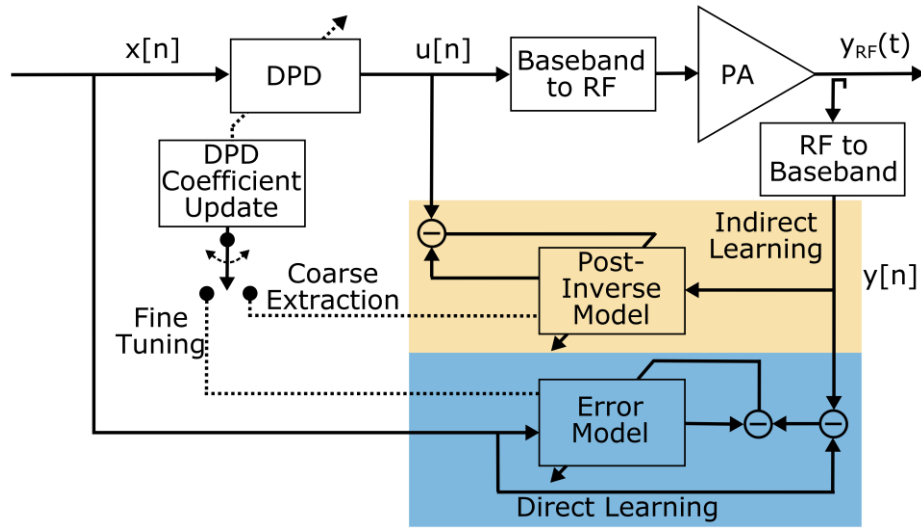 x[n]
DPD
u[n]
Baseband
to RF
PA
y_RF(t)
DPD
Coefficient
Update
RF to
Baseband
Indirect
Learning
y[n]
Post-
Inverse
Model
Coarse
Extraction
Fine
Tuning
Error
Model
Direct Learning